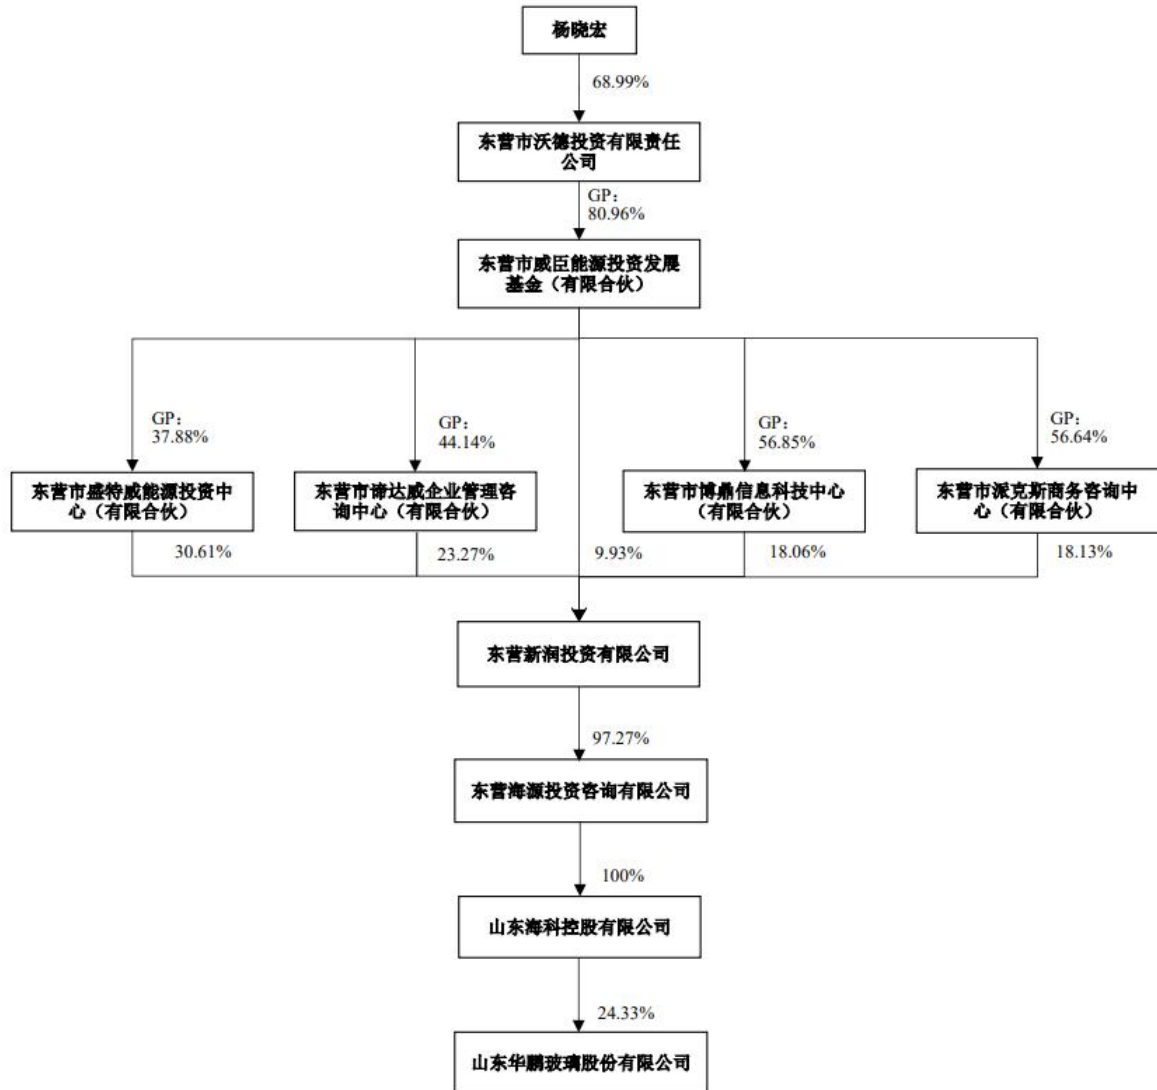 杨晓宏
68.99%
东营市沃德投资有限责任
公司
GP：
80.96%
东营市威臣能源投资发展
基金（有限合伙）
GP：
37.88%
GP：
44.14%
GP：
56.85%
GP：
56.64%
东营市盛特威能源投资中
心（有限合伙）
东营市谛达威企业管理咨
询中心（有限合伙）
东营市博鼎信息科技中心
（有限合伙）
东营市派克斯商务咨询中
心（有限合伙）
30.61%
23.27%
9.93%
18.06%
18.13%
东营新润投资有限公司
97.27%
东营海源投资咨询有限公司
100%
山东海科控股有限公司
24.33%
山东华鹏玻璃股份有限公司